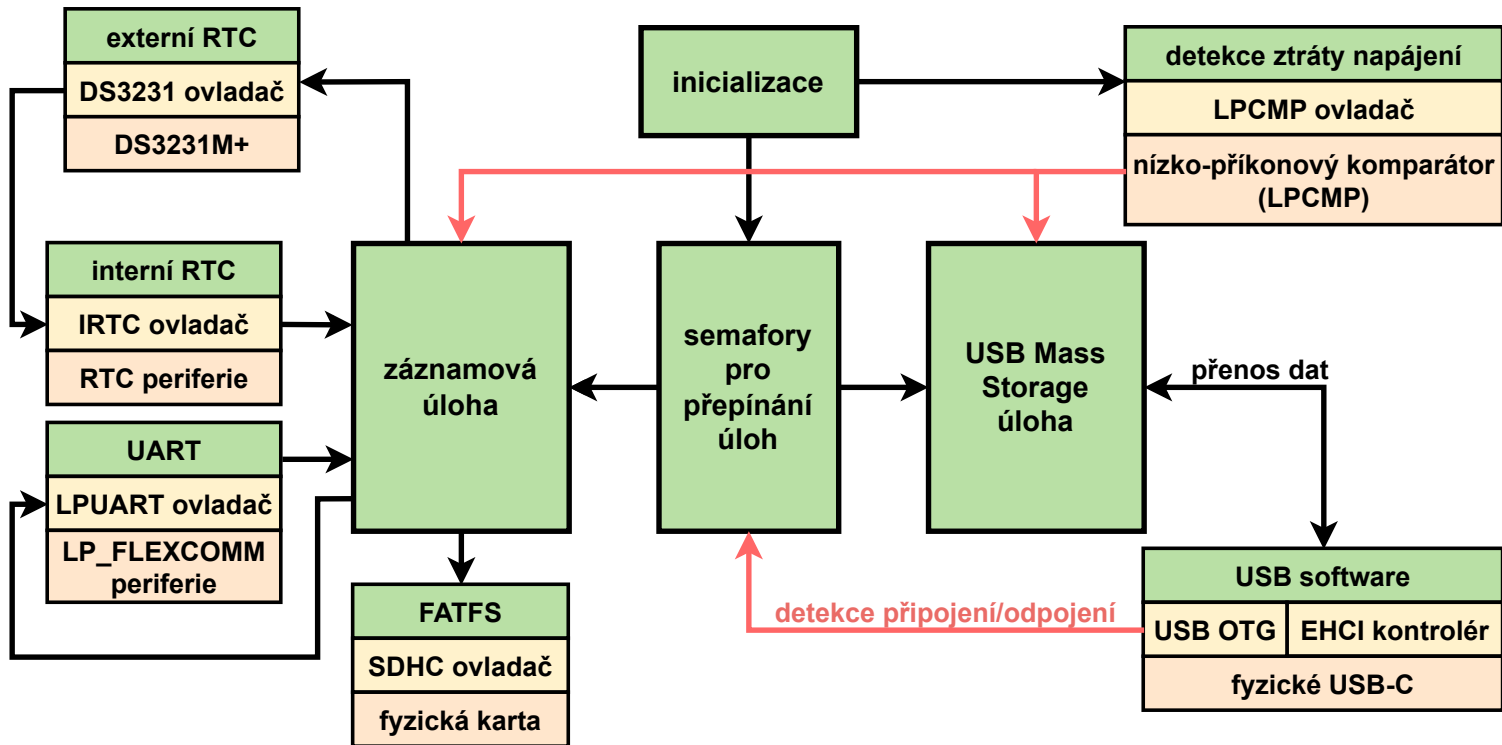 externí RTC
DS3231 ovladač
DS3231M+
inicializace
detekce ztráty napájení
LPCMP ovladač
nízko-příkonový komparátor
(LPCMP)
interní RTC
IRTC ovladač
RTC periferie
záznamová
úloha
semafory
pro
přepínání
úloh
USB Mass
Storage
úloha
přenos dat
UART
LPUART ovladač
LP_FLEXCOMM
periferie
FATFS
SDHC ovladač
fyzická karta
detekce připojení/odpojení
USB software
USB OTG
EHCI kontrolér
fyzické USB-C